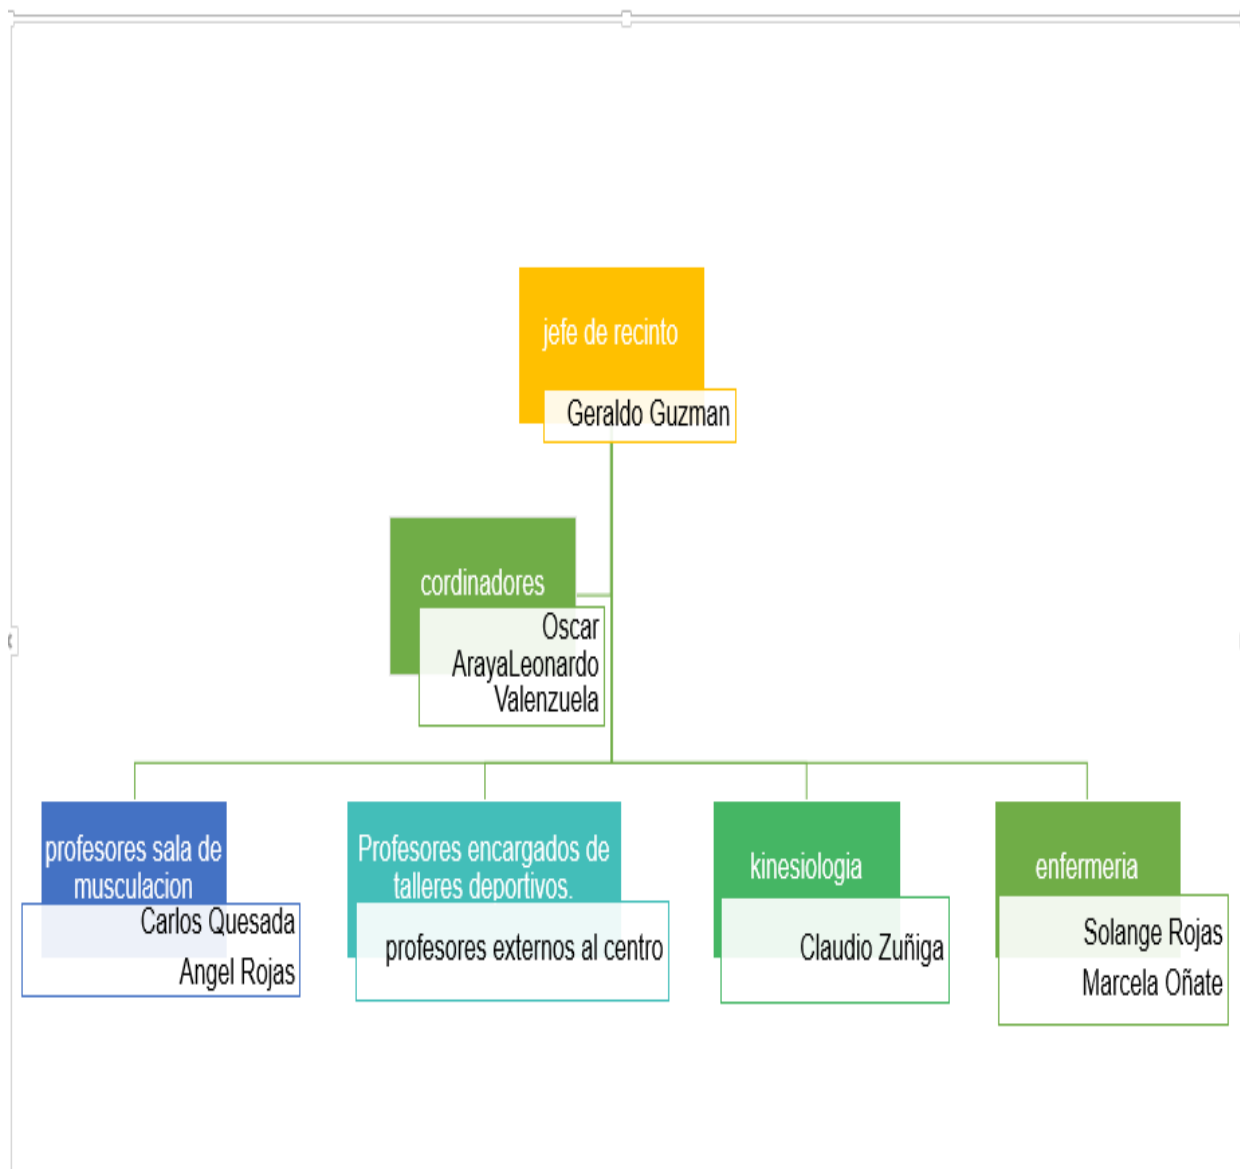 jefe de recinto
Geraldo Guzman
cordinadores
Oscar
ArayaLeonardo
Valenzuela
profesores sala de
musculacion
Carlos Quesada
Angel Rojas
Profesores encargados de
talleres deportivos.
profesores externos al centro
kinesiologia
Claudio Zuñiga
enfermeria
Solange Rojas
Marcela Oñate